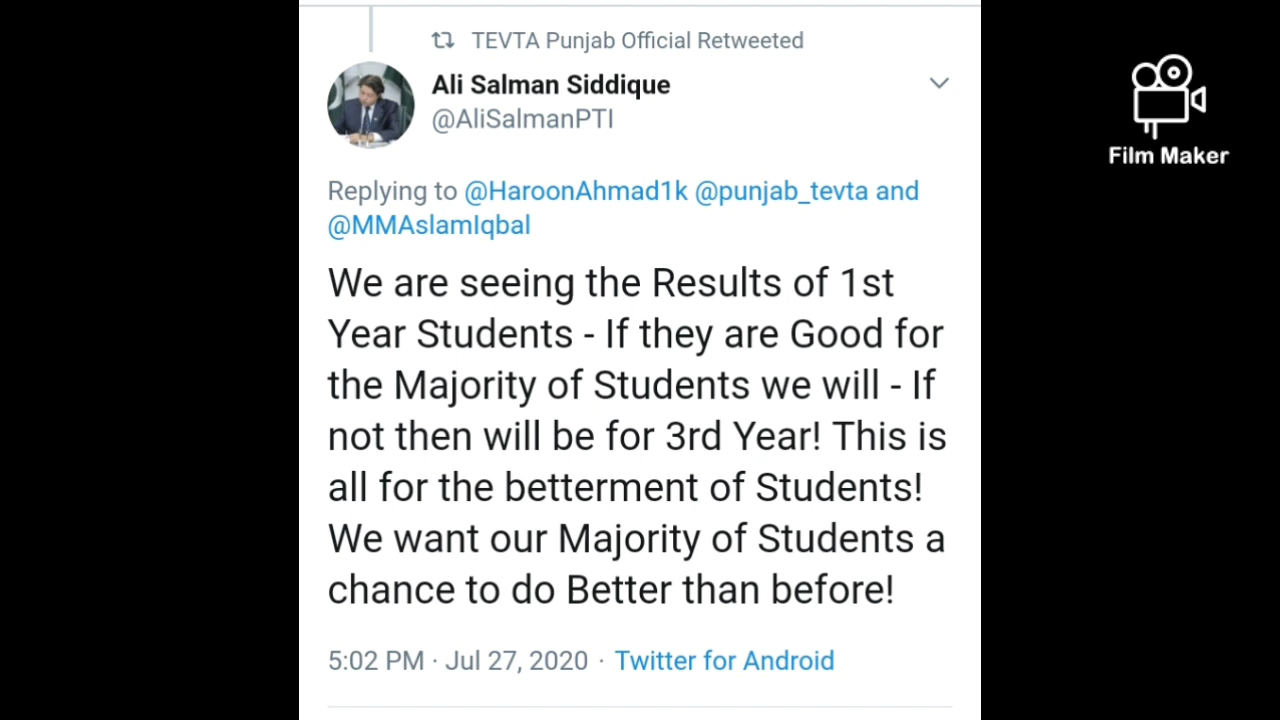 TEVTA Punjab Official Retweeted
Ali Salman Siddique
@AliSalmanPTI
Replying to @HaroonAhmad1k @punjab_tevta and
@MMAslamIqbal
We are seeing the Results of 1st
Year Students - If they are Good for
the Majority of Students we will - If
not then will be for 3rd Year! This is
all for the betterment of Students!
We want our Majority of Students a
chance to do Better than before!
5:02 PM · Jul 27, 2020 · Twitter for Android
Film Maker